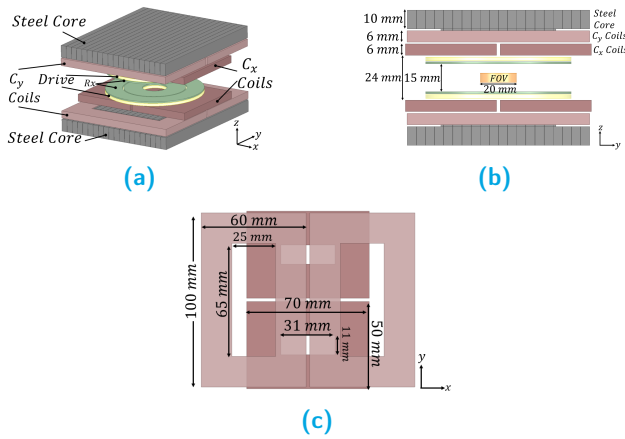 Steel Core
C_y
Coils
Drive
Rx
C_x
Coils
Steel Core
z
y
x
(a)
10 mm
6 mm
6 mm
24 mm
15 mm
FOV
20 mm
Steel
Core
C_y Coils
C_x Coils
z
y
(b)
60 mm
25 mm
100 mm
65 mm
70 mm
31 mm
11 mm
50 mm
y
x
(c)